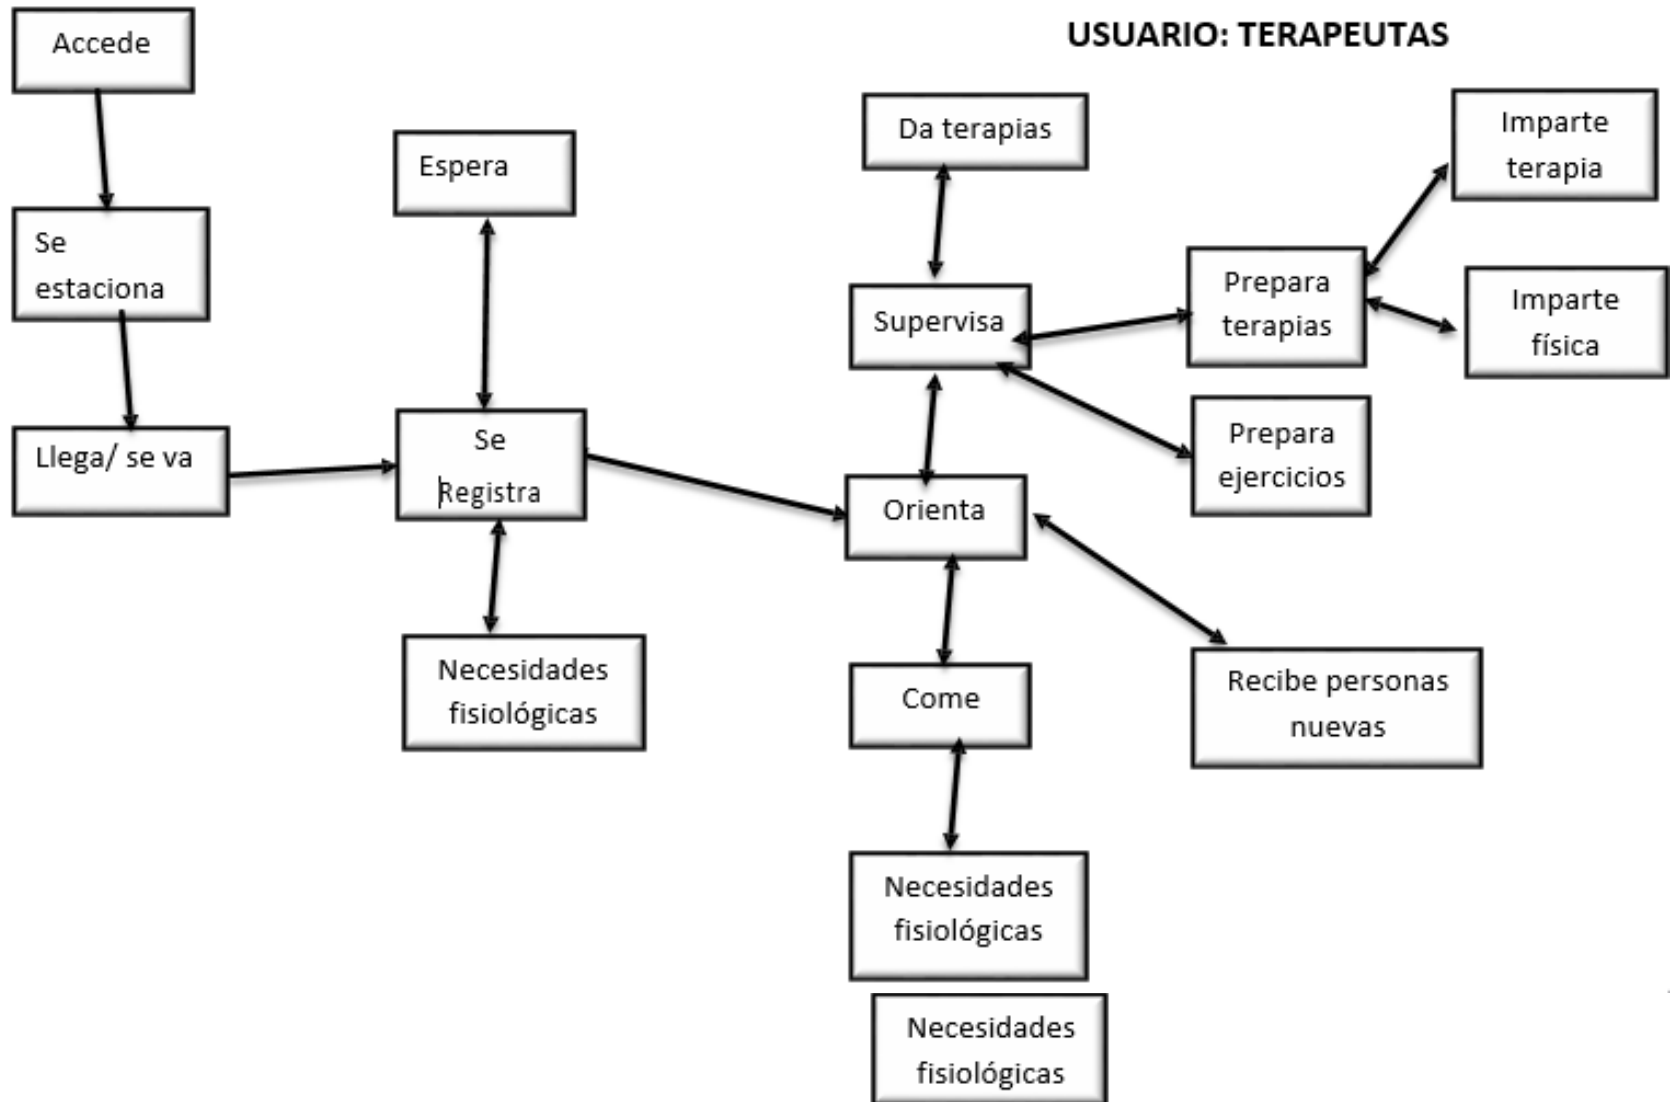 USUARIO: TERAPEUTAS
Accede
Se
estaciona
Llega/ se va
Espera
Se
Registra
Necesidades
fisiológicas
Da terapias
Supervisa
Orienta
Come
Necesidades
fisiológicas
Necesidades
fisiológicas
Prepara
terapias
Prepara
ejercicios
Recibe personas
nuevas
Imparte
terapia
Imparte
física